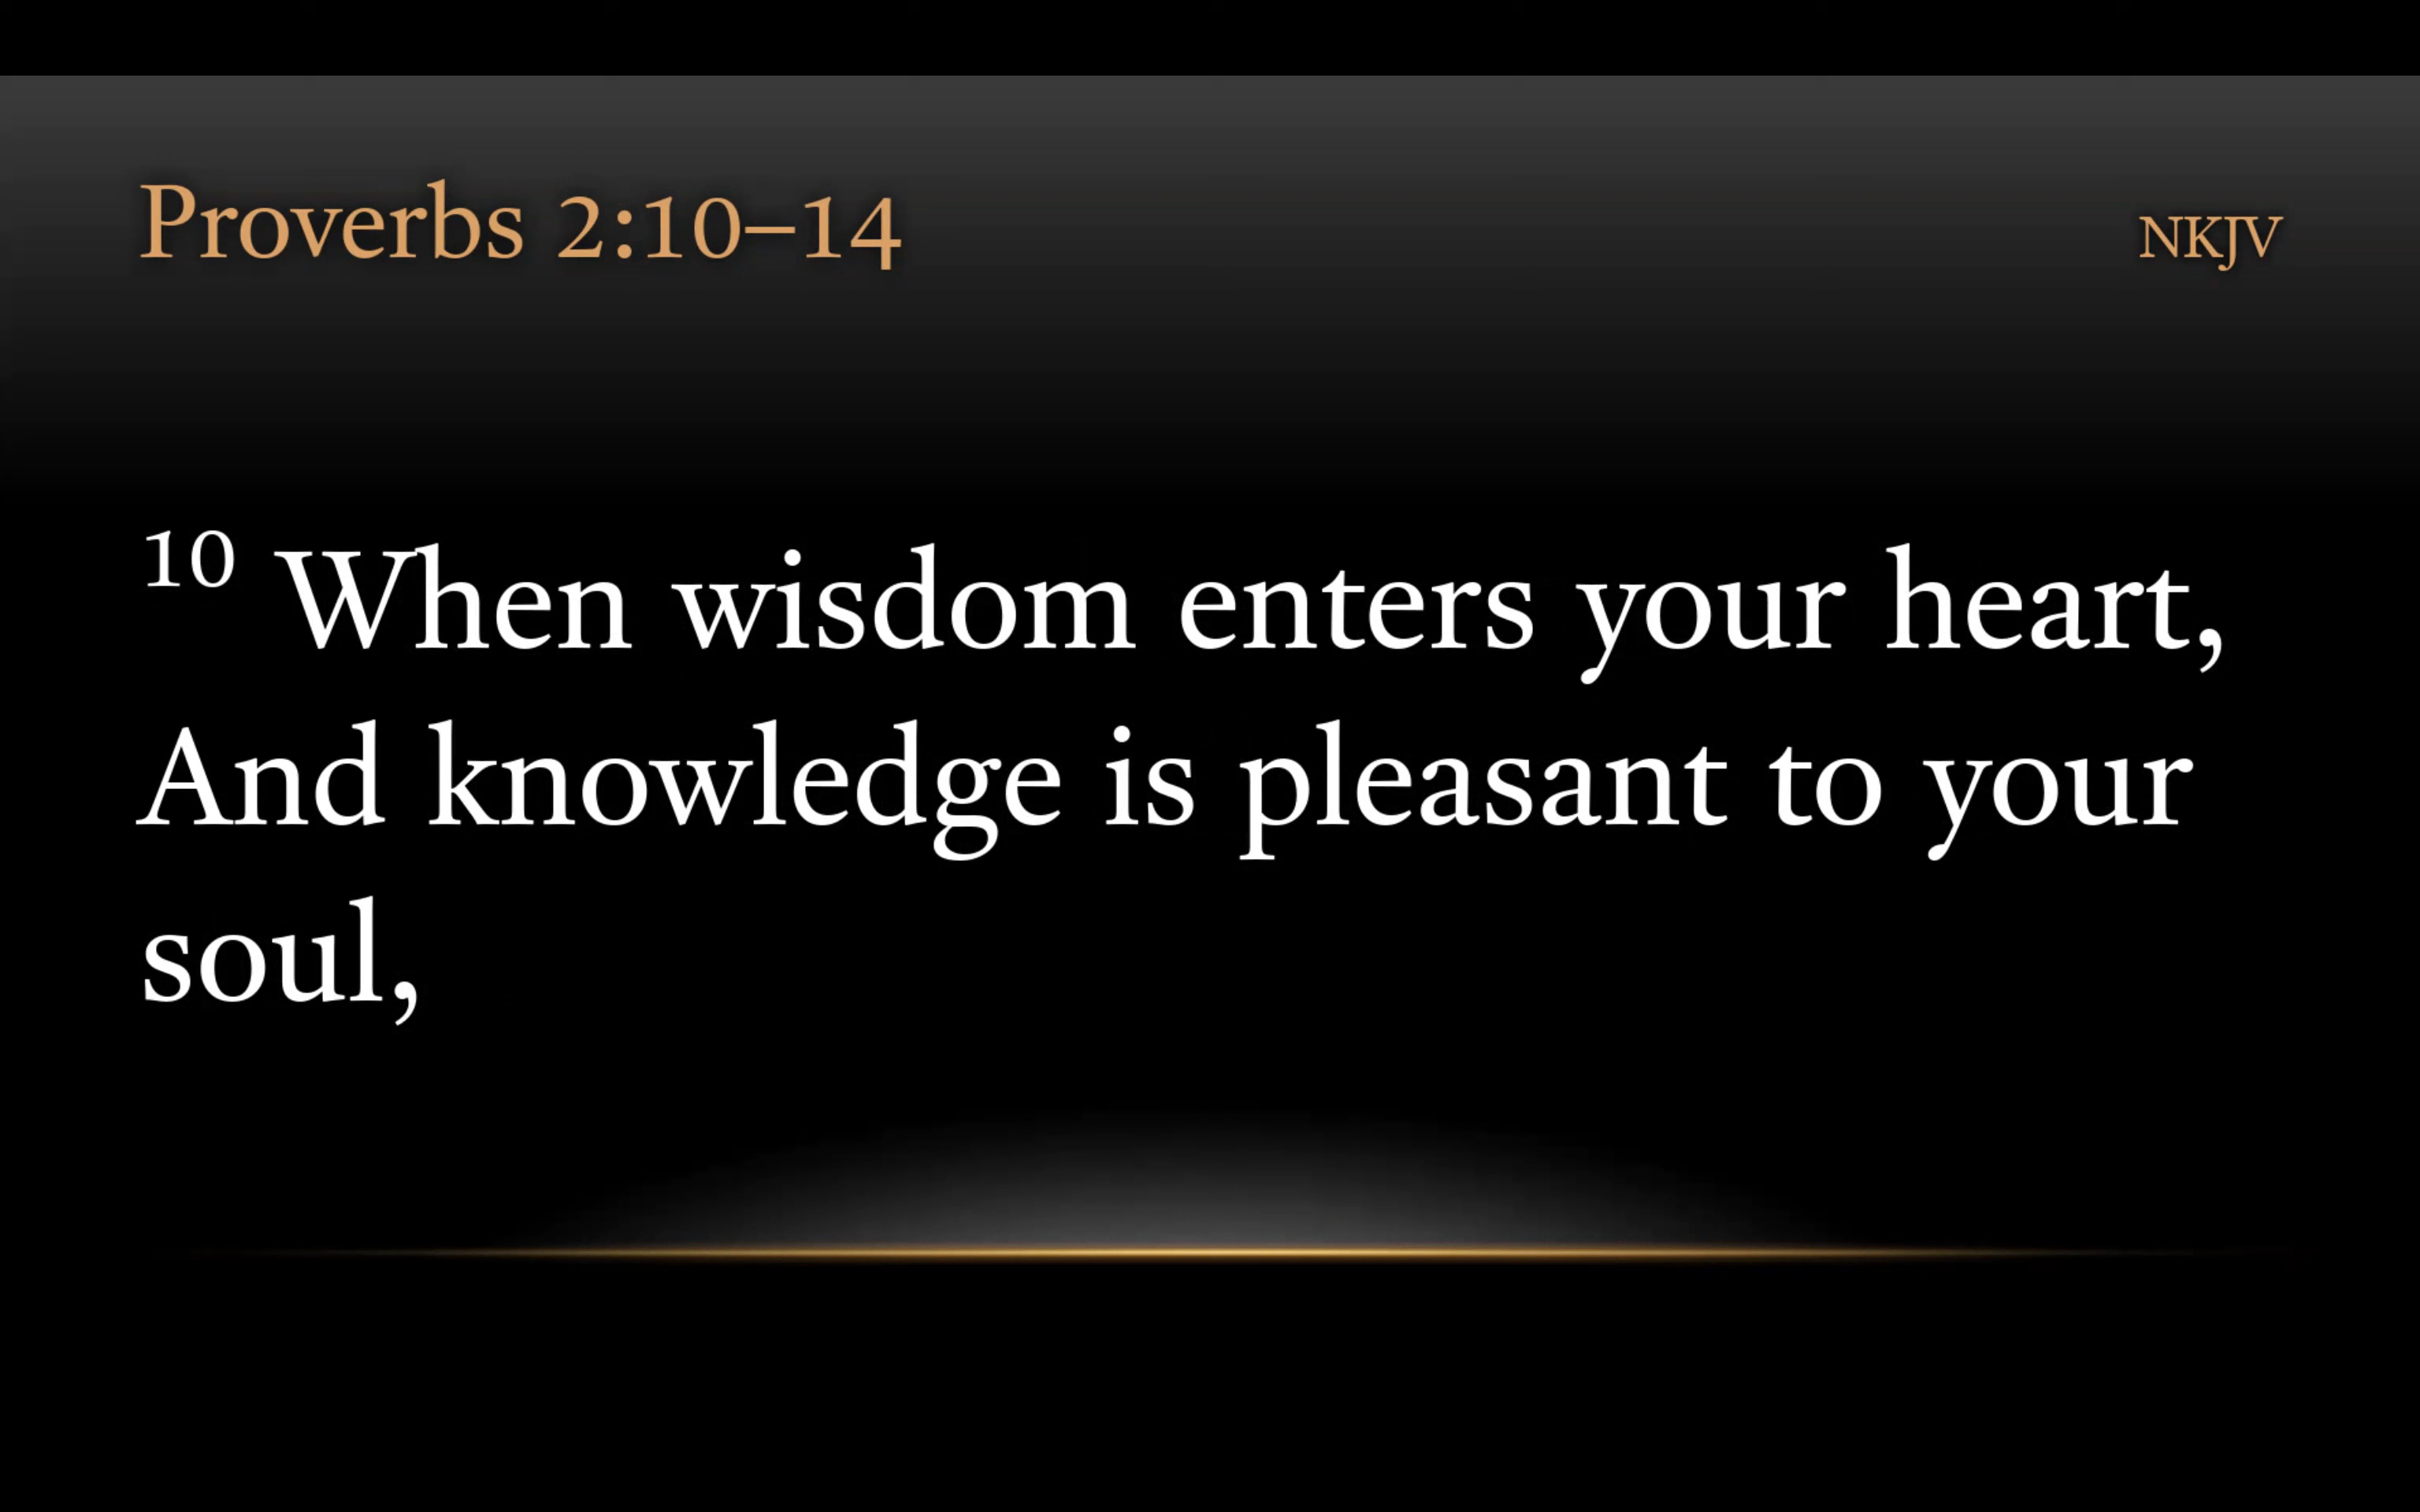 Proverbs 2:10–14 NKJV
10 When wisdom enters your heart,
And knowledge is pleasant to your
soul,